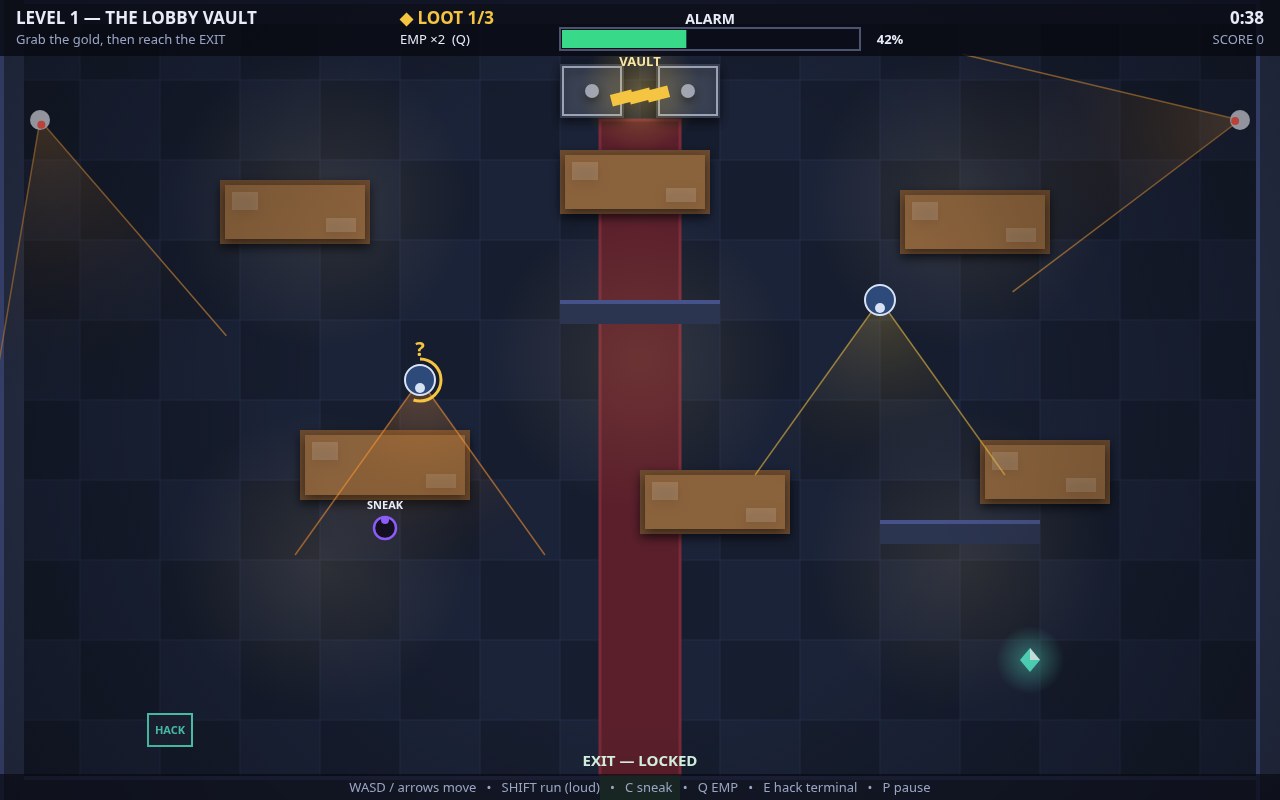 LEVEL 1 — THE LOBBY VAULT
Grab the gold, then reach the EXIT
◆ LOOT 1/3
EMP ×2 (Q)
ALARM
42%
0:38
SCORE 0
VAULT
?
SNEAK
HACK
EXIT — LOCKED
WASD / arrows move • SHIFT run (loud) • C sneak • Q EMP • E hack terminal • P pause